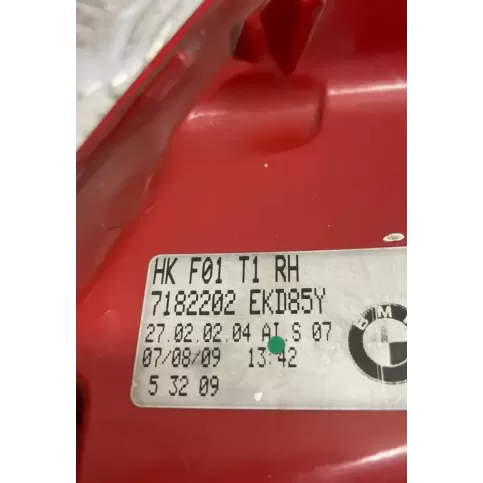 HK F01 T1 RH
7182202 EKD85Y
27.02.02.04 AI.S 07
07/08/09 13:42
5 32 09
BM